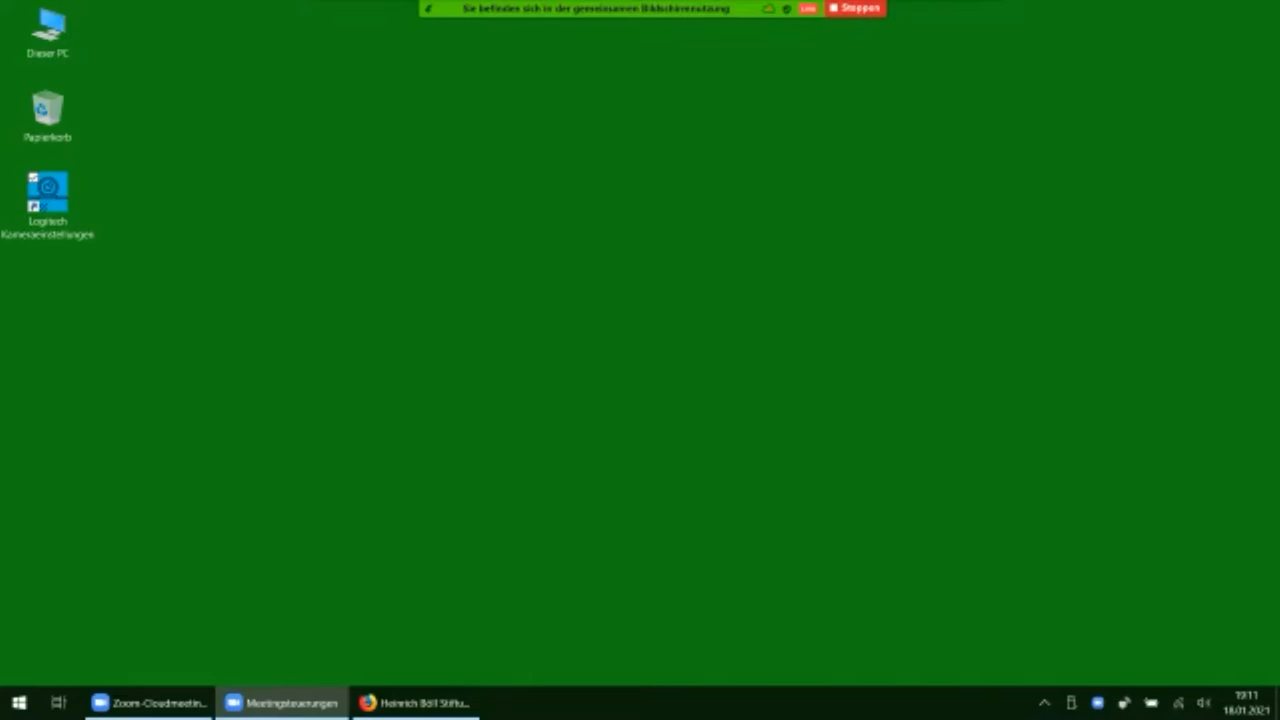 Sie befinden sich in der gemeinsamen Bildschirmnutzung
LIVE
Stoppen
Dieser PC
Papierkorb
Logitech
Kameraeinstellungen
Zoom-Cloudmeetin...
Meetingsteuerungen
Heinrich Böll Stiftu...
19:11
18.01.2021